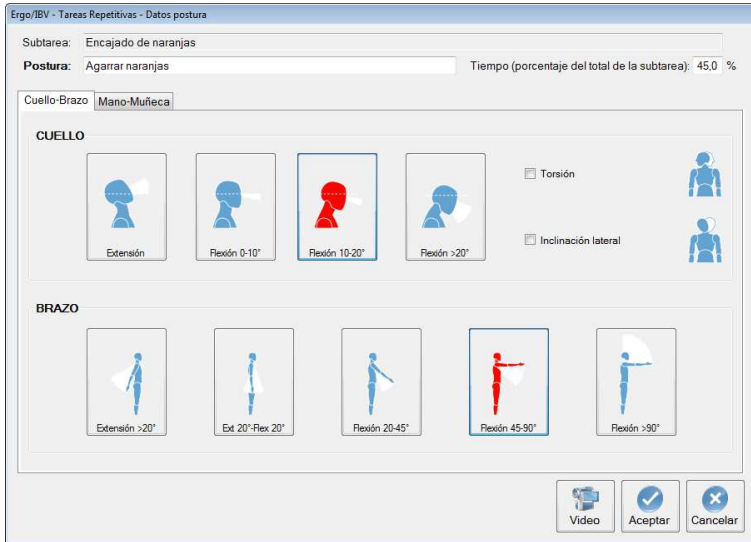 Ergo/IBV - Tareas Repetitivas - Datos postura
Subtarea: Encajado de naranjas
Postura: Agarrar naranjas Tiempo (porcentaje del total de la subtarea): 45,0 %
Cuello-Brazo Mano-Muñeca
CUELLO
Torsión
Inclinación lateral
Extensión Flexión 0-10° Flexión 10-20° Flexión >20°
BRAZO
Extensión >20° Ext 20°-Flex 20° Flexión 20-45° Flexión 45-90° Flexión >90°
Video Aceptar Cancelar